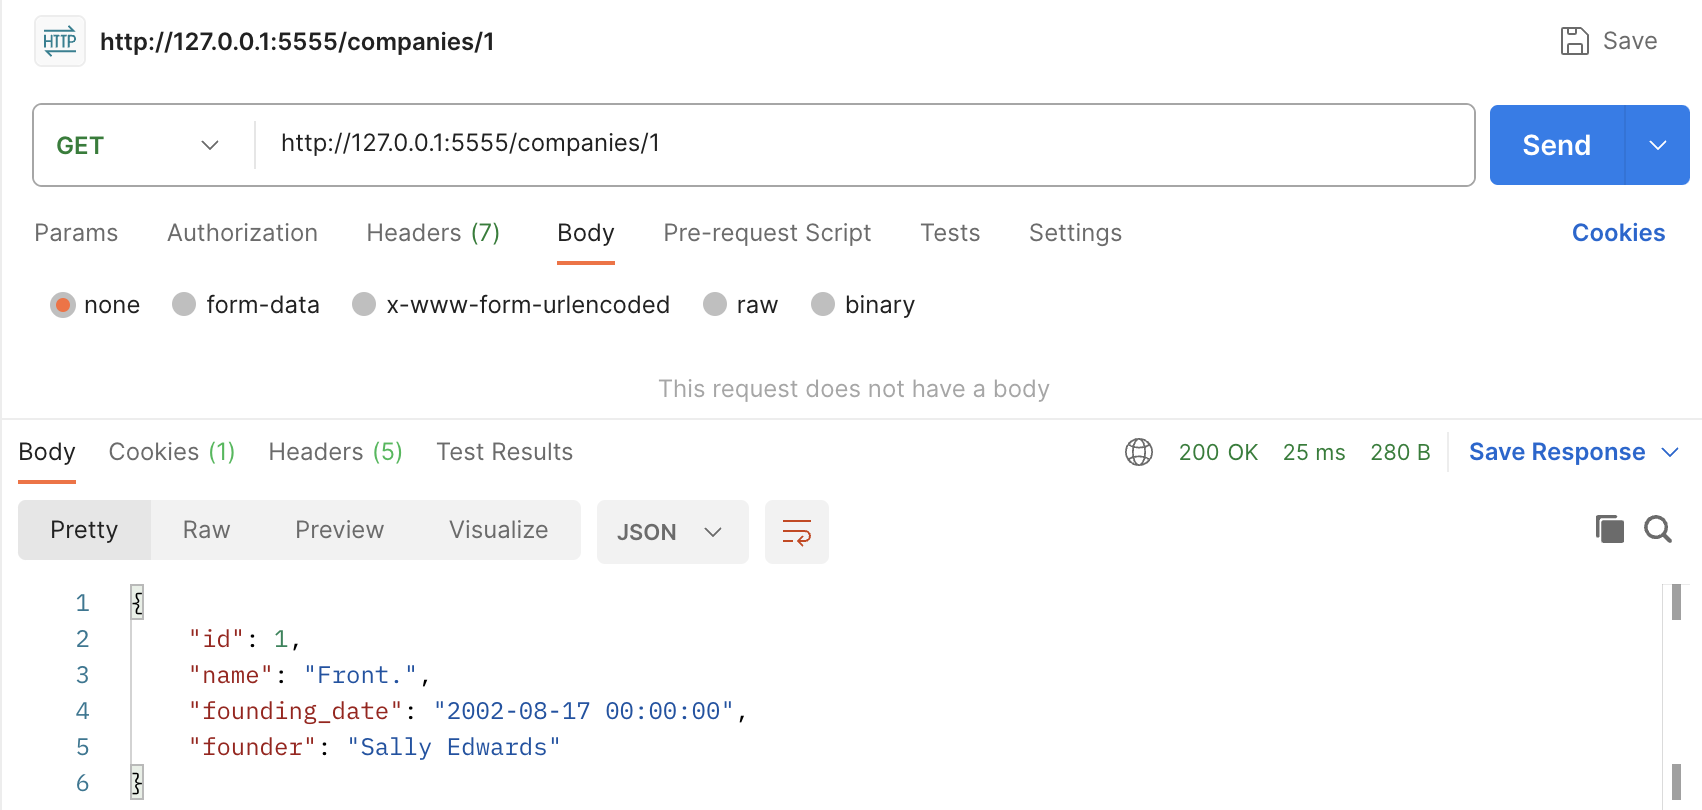 HTTP http://127.0.0.1:5555/companies/1 Save
GET http://127.0.0.1:5555/companies/1 Send
Params Authorization Headers (7) Body Pre-request Script Tests Settings Cookies
none form-data x-www-form-urlencoded raw binary
This request does not have a body
Body Cookies (1) Headers (5) Test Results 200 OK 25 ms 280 B Save Response
Pretty Raw Preview Visualize JSON
1 {
2 "id": 1,
3 "name": "Front.",
4 "founding_date": "2002-08-17 00:00:00",
5 "founder": "Sally Edwards"
6 }